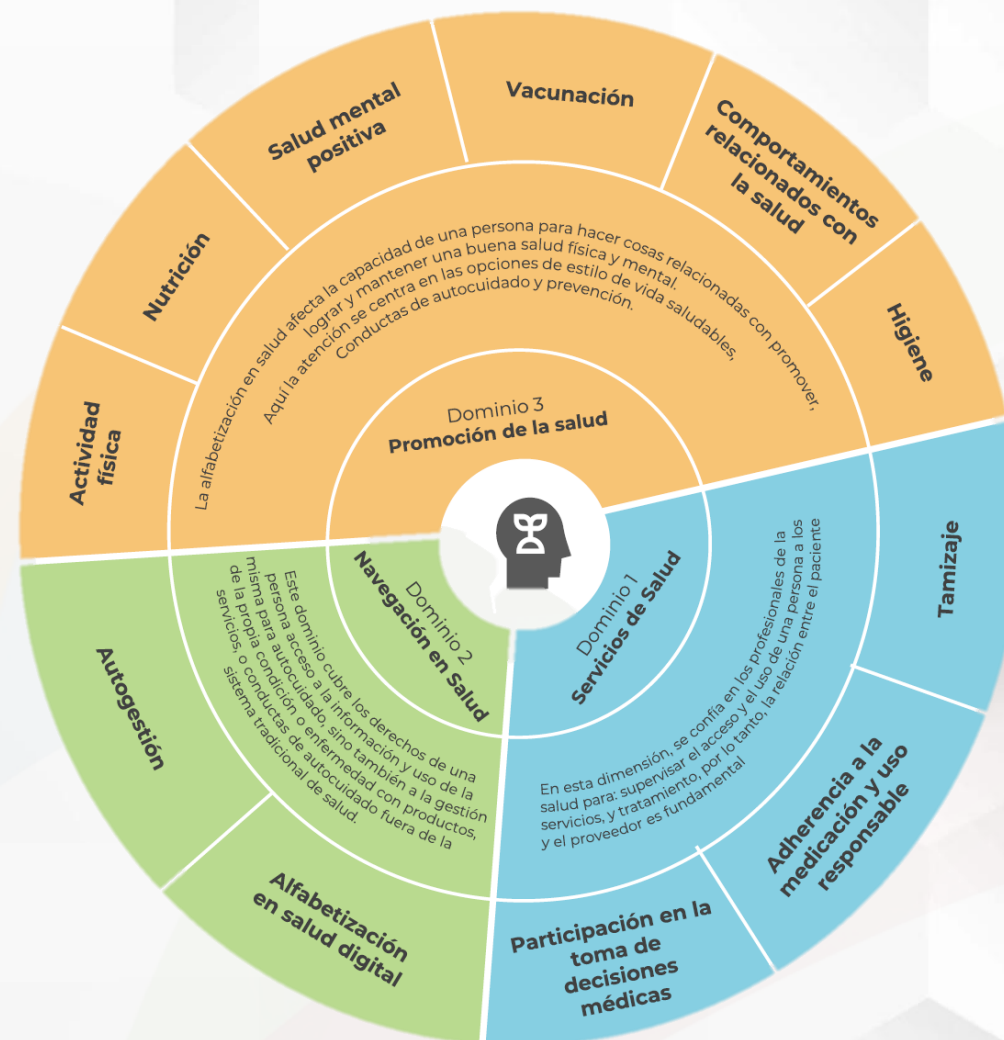 Actividad
física
Nutrición
Salud mental
positiva
Vacunación
Comportamientos
relacionados con
la salud
Higiene
La alfabetización en salud afecta la capacidad de una persona para hacer cosas relacionadas con promover,
lograr y mantener una buena salud física y mental.
Aquí la atención se centra en las opciones de estilo de vida saludables,
Conductas de autocuidado y prevención.
Dominio 3
Promoción de la salud
Tamizaje
Adherencia a la
medicación y uso
responsable
Participación en la
toma de
decisiones
médicas
En esta dimensión, se confía en los profesionales de la
salud para: supervisar el acceso y el uso de una persona a los
servicios, y tratamiento, por lo tanto, la relación entre el paciente
y el proveedor es fundamental
Dominio 1
Servicios de Salud
Dominio 2
Navegación en Salud
Este dominio cubre los derechos de una
persona acceso a la información y uso de la
misma para autocuidado, sino también a la gestión
de la propia condición o enfermedad con productos,
servicios, o conductas de autocuidado fuera de la
sistema tradicional de salud.
Autogestión
Alfabetización
en salud digital